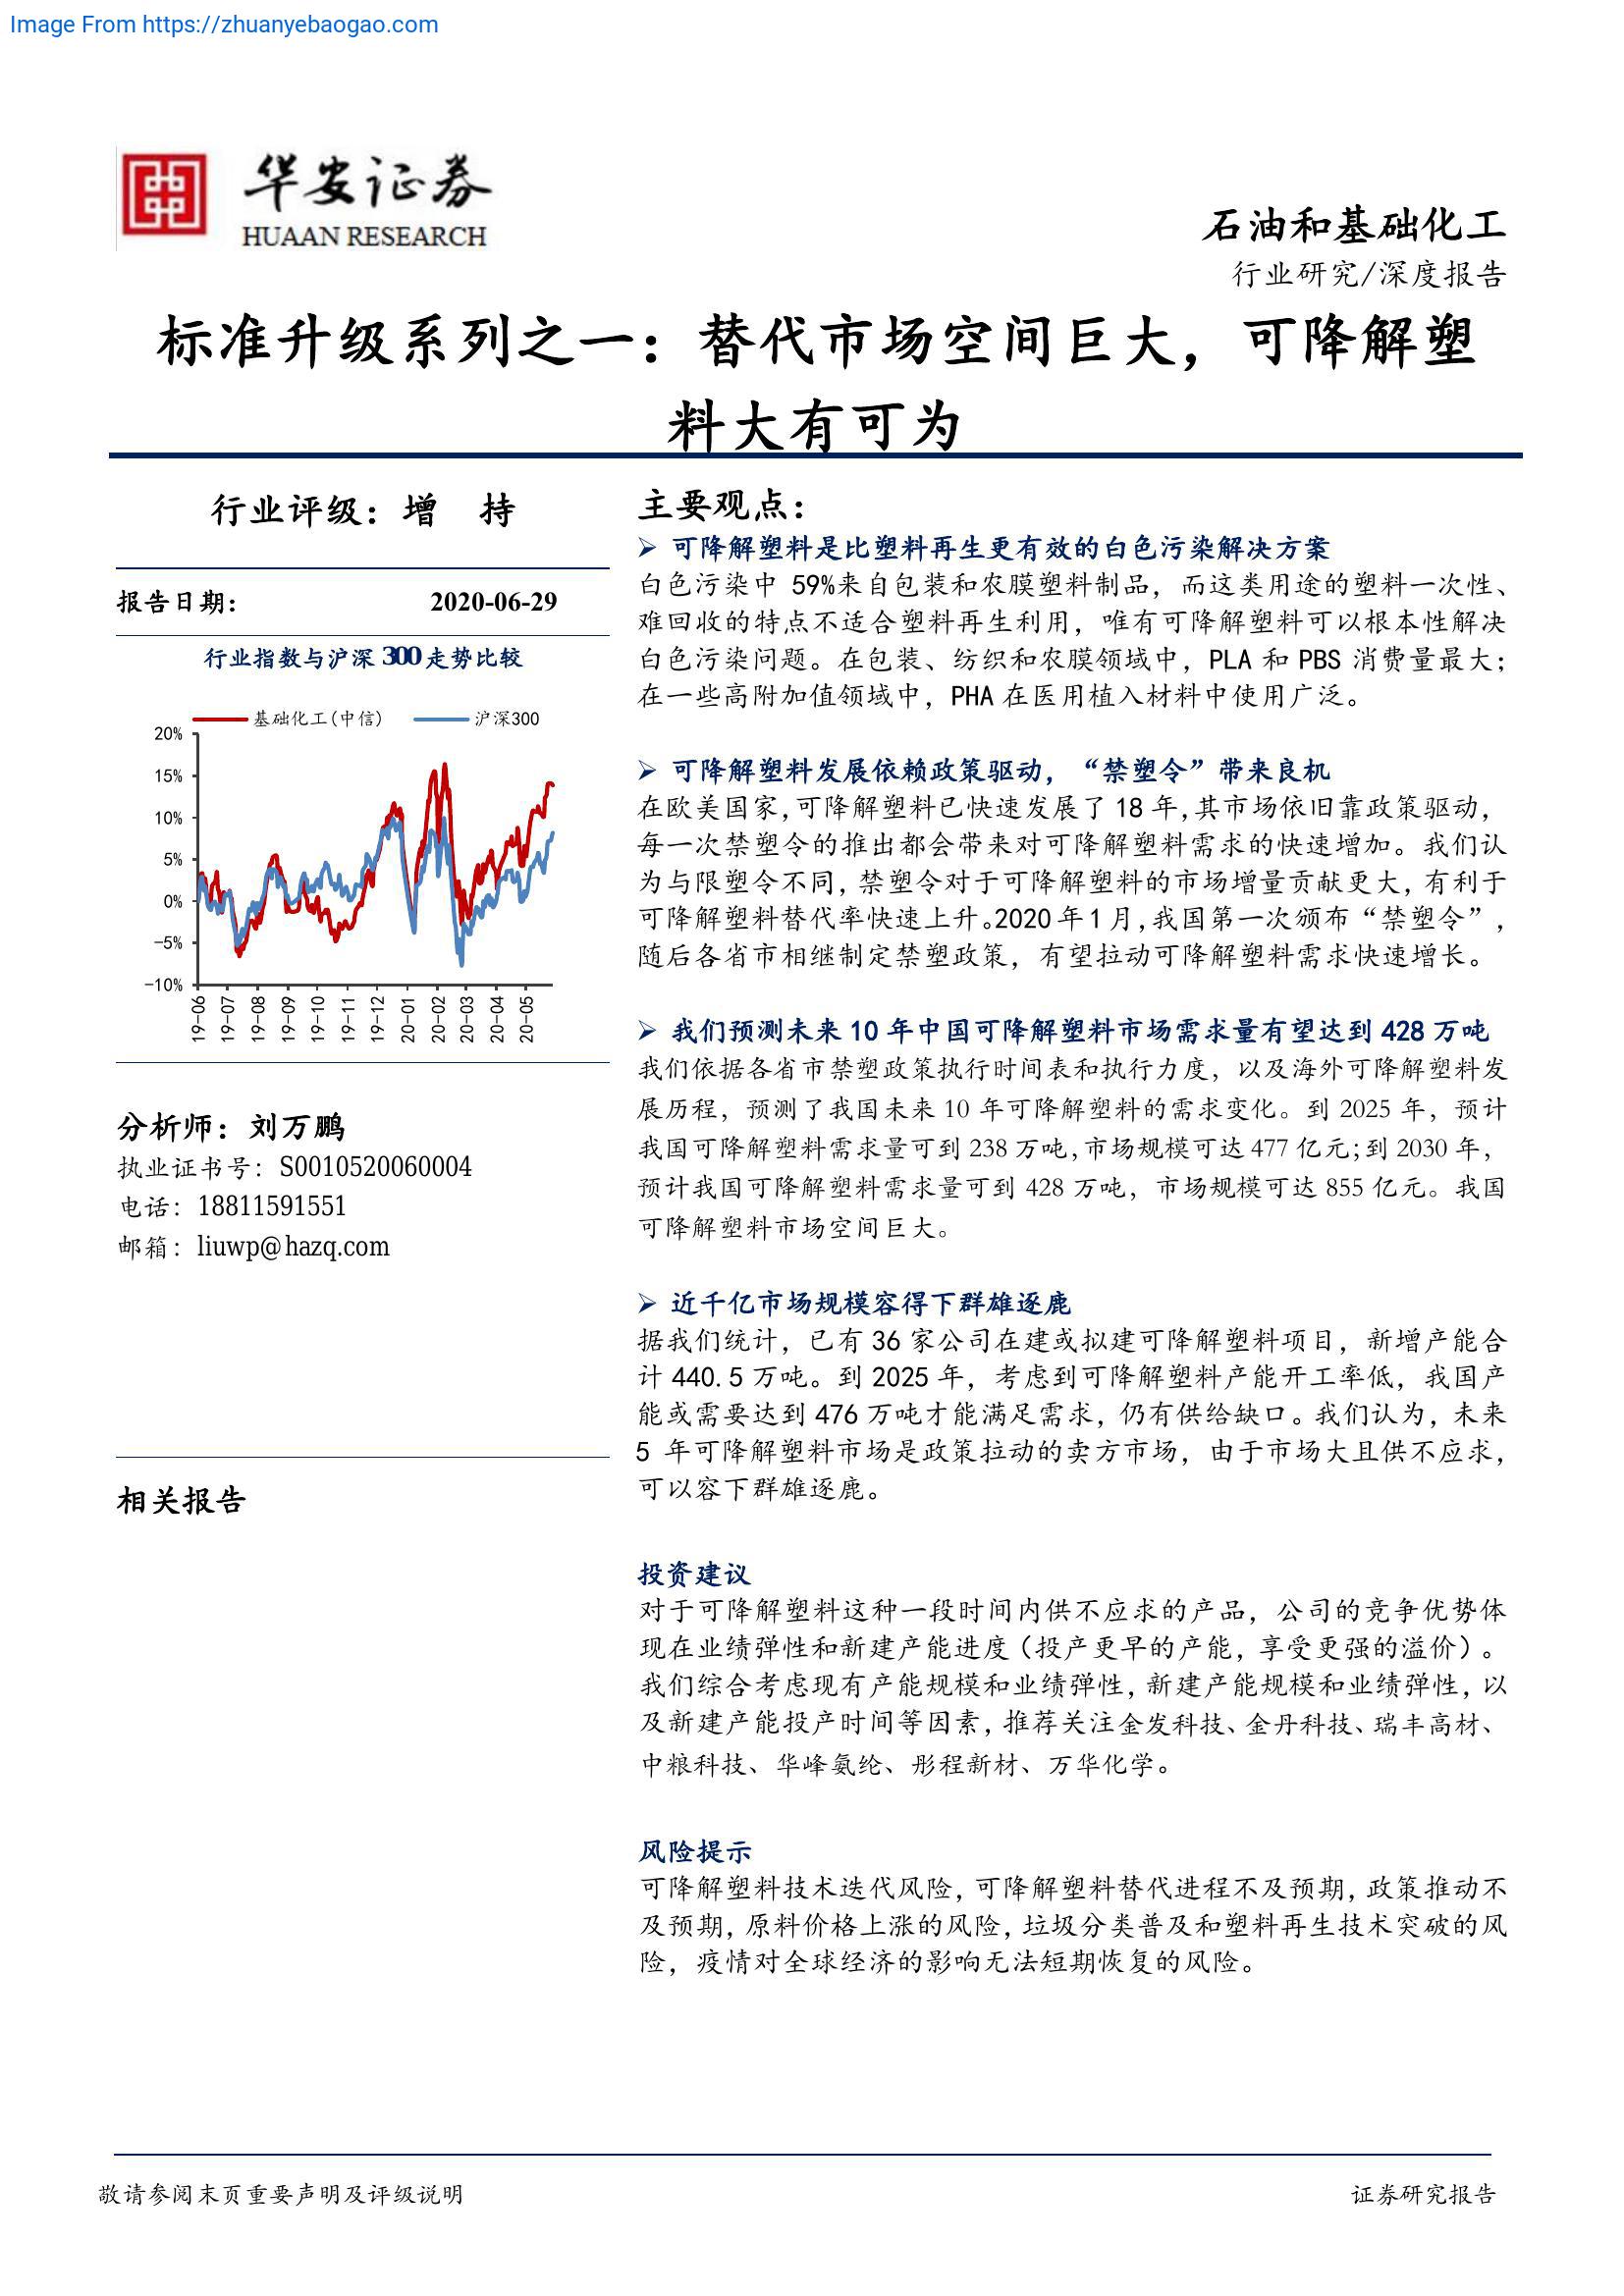 Image From https://zhuanyebaogao.com
华安证券
HUAAN RESEARCH
石油和基础化工
行业研究/深度报告
标准升级系列之一：替代市场空间巨大，可降解塑
料大有可为
行业评级：增 持
报告日期： 2020-06-29
行业指数与沪深 300 走势比较
基础化工(中信) 沪深300
20%
15%
10%
5%
0%
-5%
-10%
19-06 19-07 19-08 19-09 19-10 19-11 19-12 20-01 20-02 20-03 20-04 20-05
分析师：刘万鹏
执业证书号：S0010520060004
电话：18811591551
邮箱：liuwp@hazq.com
相关报告
主要观点：
➢ 可降解塑料是比塑料再生更有效的白色污染解决方案
白色污染中 59%来自包装和农膜塑料制品，而这类用途的塑料一次性、
难回收的特点不适合塑料再生利用，唯有可降解塑料可以根本性解决
白色污染问题。在包装、纺织和农膜领域中，PLA 和 PBS 消费量最大；
在一些高附加值领域中，PHA 在医用植入材料中使用广泛。
➢ 可降解塑料发展依赖政策驱动，“禁塑令”带来良机
在欧美国家，可降解塑料已快速发展了 18 年，其市场依旧靠政策驱动，
每一次禁塑令的推出都会带来对可降解塑料需求的快速增加。我们认
为与限塑令不同，禁塑令对于可降解塑料的市场增量贡献更大，有利于
可降解塑料替代率快速上升。2020 年 1 月，我国第一次颁布“禁塑令”，
随后各省市相继制定禁塑政策，有望拉动可降解塑料需求快速增长。
➢ 我们预测未来 10 年中国可降解塑料市场需求量有望达到 428 万吨
我们依据各省市禁塑政策执行时间表和执行力度，以及海外可降解塑料发
展历程，预测了我国未来 10 年可降解塑料的需求变化。到 2025 年，预计
我国可降解塑料需求量可到 238 万吨，市场规模可达 477 亿元；到 2030 年，
预计我国可降解塑料需求量可到 428 万吨，市场规模可达 855 亿元。我国
可降解塑料市场空间巨大。
➢ 近千亿市场规模容得下群雄逐鹿
据我们统计，已有 36 家公司在建或拟建可降解塑料项目，新增产能合
计 440.5 万吨。到 2025 年，考虑到可降解塑料产能开工率低，我国产
能或需要达到 476 万吨才能满足需求，仍有供给缺口。我们认为，未来
5 年可降解塑料市场是政策拉动的卖方市场，由于市场大且供不应求，
可以容下群雄逐鹿。
投资建议
对于可降解塑料这种一段时间内供不应求的产品，公司的竞争优势体
现在业绩弹性和新建产能进度（投产更早的产能，享受更强的溢价）。
我们综合考虑现有产能规模和业绩弹性，新建产能规模和业绩弹性，以
及新建产能投产时间等因素，推荐关注金发科技、金丹科技、瑞丰高材、
中粮科技、华峰氨纶、彤程新材、万华化学。
风险提示
可降解塑料技术迭代风险，可降解塑料替代进程不及预期，政策推动不
及预期，原料价格上涨的风险，垃圾分类普及和塑料再生技术突破的风
险，疫情对全球经济的影响无法短期恢复的风险。
敬请参阅末页重要声明及评级说明 证券研究报告